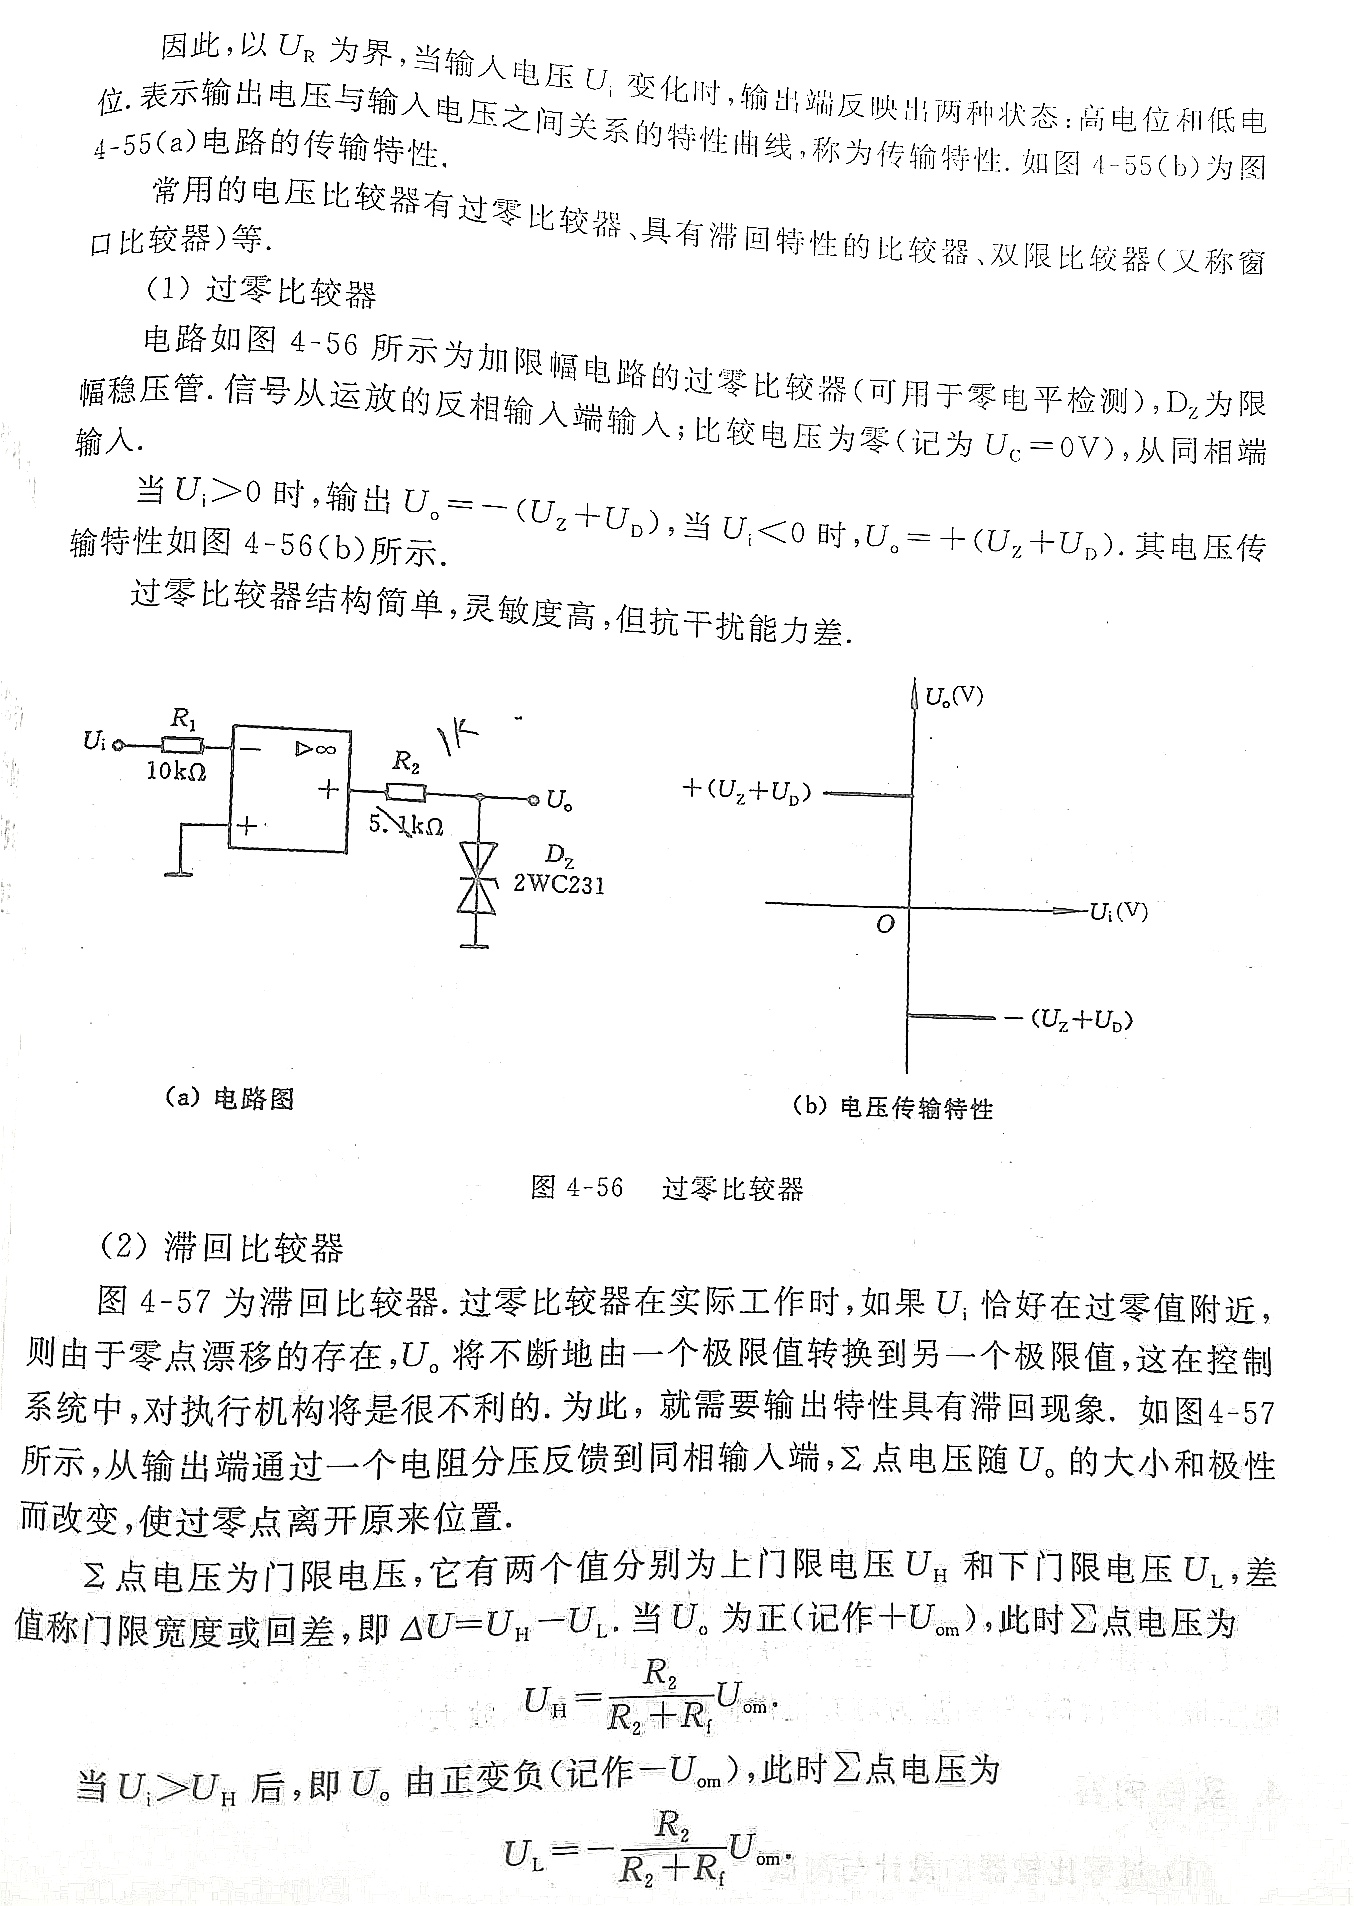 因此,以 U_R 为界,当输入电压 U_i 变化时,输出端反映出两种状态:高电位和低电
位.表示输出电压与输入电压之间关系的特性曲线,称为传输特性.如图 4-55(b)为图
4-55(a)电路的传输特性.
常用的电压比较器有过零比较器、具有滞回特性的比较器、双限比较器(又称窗
口比较器)等.
(1) 过零比较器
电路如图 4-56 所示为加限幅电路的过零比较器(可用于零电平检测),D_Z为限
幅稳压管.信号从运放的反相输入端输入;比较电压为零(记为 U_C=0V),从同相端
输入.
当 U_i>0 时,输出 U_o=-(U_Z+U_D),当 U_i<0 时,U_o=+(U_Z+U_D).其电压传
输特性如图 4-56(b)所示.
过零比较器结构简单,灵敏度高,但抗干扰能力差.
U_i
R_1
10kΩ
-
▷∞
+
+
R_2
1K
5.1kΩ
U_o
D_Z
2WC231
U_o(V)
+(U_Z+U_D)
O
U_i(V)
-(U_Z+U_D)
(a) 电路图
(b) 电压传输特性
图 4-56 过零比较器
(2) 滞回比较器
图 4-57 为滞回比较器.过零比较器在实际工作时,如果 U_i 恰好在过零值附近,
则由于零点漂移的存在,U_o 将不断地由一个极限值转换到另一个极限值,这在控制
系统中,对执行机构将是很不利的.为此,就需要输出特性具有滞回现象.如图4-57
所示,从输出端通过一个电阻分压反馈到同相输入端,Σ 点电压随 U_o 的大小和极性
而改变,使过零点离开原来位置.
Σ 点电压为门限电压,它有两个值分别为上门限电压 U_H 和下门限电压 U_L,差
值称门限宽度或回差,即 ΔU=U_H-U_L.当 U_o 为正(记作+U_om),此时Σ点电压为
U_H=R_2/(R_2+R_f)U_om.
当 U_i>U_H 后,即 U_o 由正变负(记作-U_om),此时Σ点电压为
U_L=-R_2/(R_2+R_f)U_om.